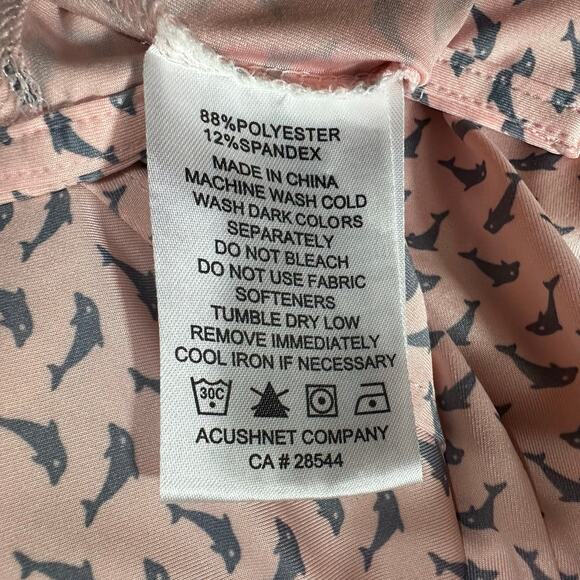 88%POLYESTER
12%SPANDEX
MADE IN CHINA
MACHINE WASH COLD
WASH DARK COLORS
SEPARATELY
DO NOT BLEACH
DO NOT USE FABRIC
SOFTENERS
TUMBLE DRY LOW
REMOVE IMMEDIATELY
COOL IRON IF NECESSARY
30C
ACUSHNET COMPANY
CA # 28544